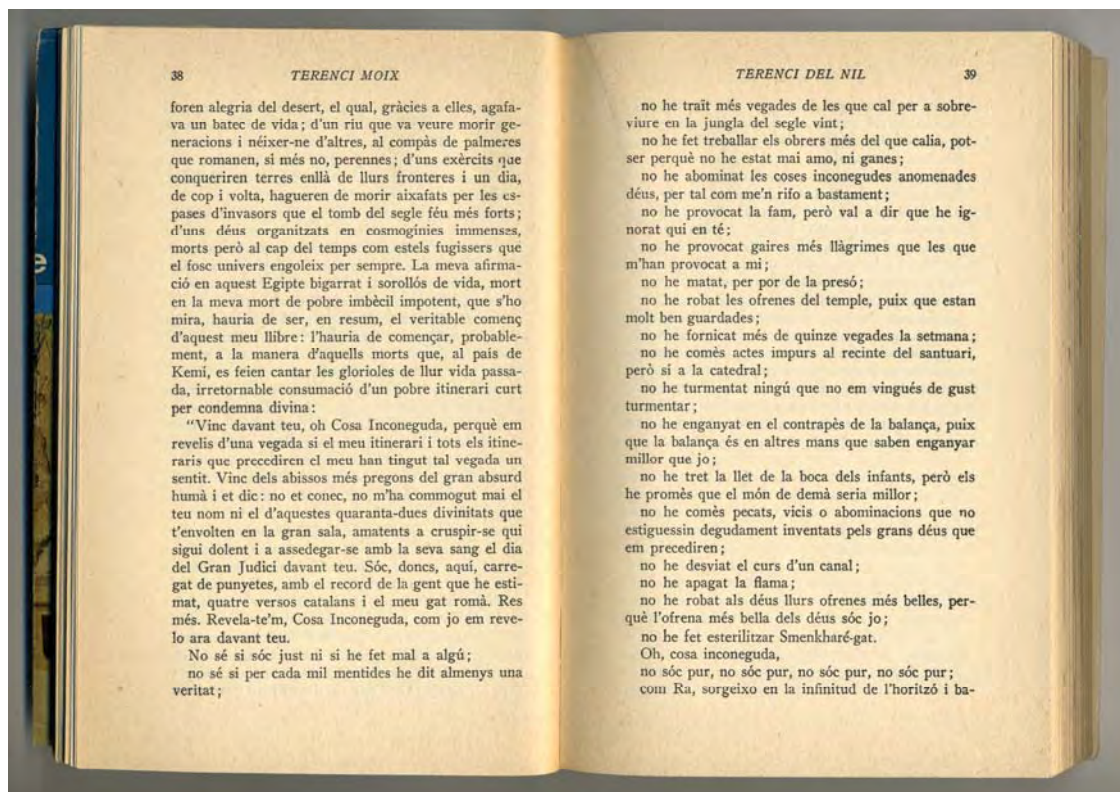 38 TERENCI MOIX
foren alegria del desert, el qual, gràcies a elles, agafa-
va un batec de vida; d'un riu que va veure morir ge-
neracions i néixer-ne d'altres, al compàs de palmeres
que romanen, si més no, perennes; d'uns exèrcits que
conqueriren terres enllà de llurs fronteres i un dia,
de cop i volta, hagueren de morir aixafats per les es-
pases d'invasors que el tomb del segle féu més forts;
d'uns déus organitzats en cosmogínies immenses,
morts però al cap del temps com estels fugissers que
el fosc univers engoleix per sempre. La meva afirma-
ció en aquest Egipte bigarrat i sorollós de vida, mort
en la meva mort de pobre imbècil impotent, que s'ho
mira, hauria de ser, en resum, el veritable començ
d'aquest meu llibre: l'hauria de començar, probable-
ment, a la manera d'aquells morts que, al país de
Kemi, es feien cantar les glorioles de llur vida passa-
da, irretornable consumació d'un pobre itinerari curt
per condemna divina:
"Vinc davant teu, oh Cosa Inconeguda, perquè em
revelis d'una vegada si el meu itinerari i tots els itine-
raris que precediren el meu han tingut tal vegada un
sentit. Vinc dels abissos més pregons del gran absurd
humà i et dic: no et conec, no m'ha commogut mai el
teu nom ni el d'aquestes quaranta-dues divinitats que
t'envolten en la gran sala, amatents a cruspir-se qui
sigui dolent i a assedegar-se amb la seva sang el dia
del Gran Judici davant teu. Sóc, doncs, aquí, carre-
gat de punyetes, amb el record de la gent que he esti-
mat, quatre versos catalans i el meu gat romà. Res
més. Revela-te'm, Cosa Inconeguda, com jo em reve-
lo ara davant teu.
No sé si sóc just ni si he fet mal a algú;
no sé si per cada mil mentides he dit almenys una
veritat;
TERENCI DEL NIL 39
no he traït més vegades de les que cal per a sobre-
viure en la jungla del segle vint;
no he fet treballar els obrers més del que calia, pot-
ser perquè no he estat mai amo, ni ganes;
no he abominat les coses inconegudes anomenades
déus, per tal com me'n rifo a bastament;
no he provocat la fam, però val a dir que he ig-
norat qui en té;
no he provocat gaires més llàgrimes que les que
m'han provocat a mi;
no he matat, per por de la presó;
no he robat les ofrenes del temple, puix que estan
molt ben guardades;
no he fornicat més de quinze vegades la setmana;
no he comès actes impurs al recinte del santuari,
però sí a la catedral;
no he turmentat ningú que no em vingués de gust
turmentar;
no he enganyat en el contrapès de la balança, puix
que la balança és en altres mans que saben enganyar
millor que jo;
no he tret la llet de la boca dels infants, però els
he promès que el món de demà seria millor;
no he comès pecats, vicis o abominacions que no
estiguessin degudament inventats pels grans déus que
em precediren;
no he desviat el curs d'un canal;
no he apagat la flama;
no he robat als déus llurs ofrenes més belles, per-
què l'ofrena més bella dels déus sóc jo;
no he fet esterilitzar Smenkharé-gat.
Oh, cosa inconeguda,
no sóc pur, no sóc pur, no sóc pur, no sóc pur;
com Ra, sorgeixo en la infinitud de l'horitzó i ba-